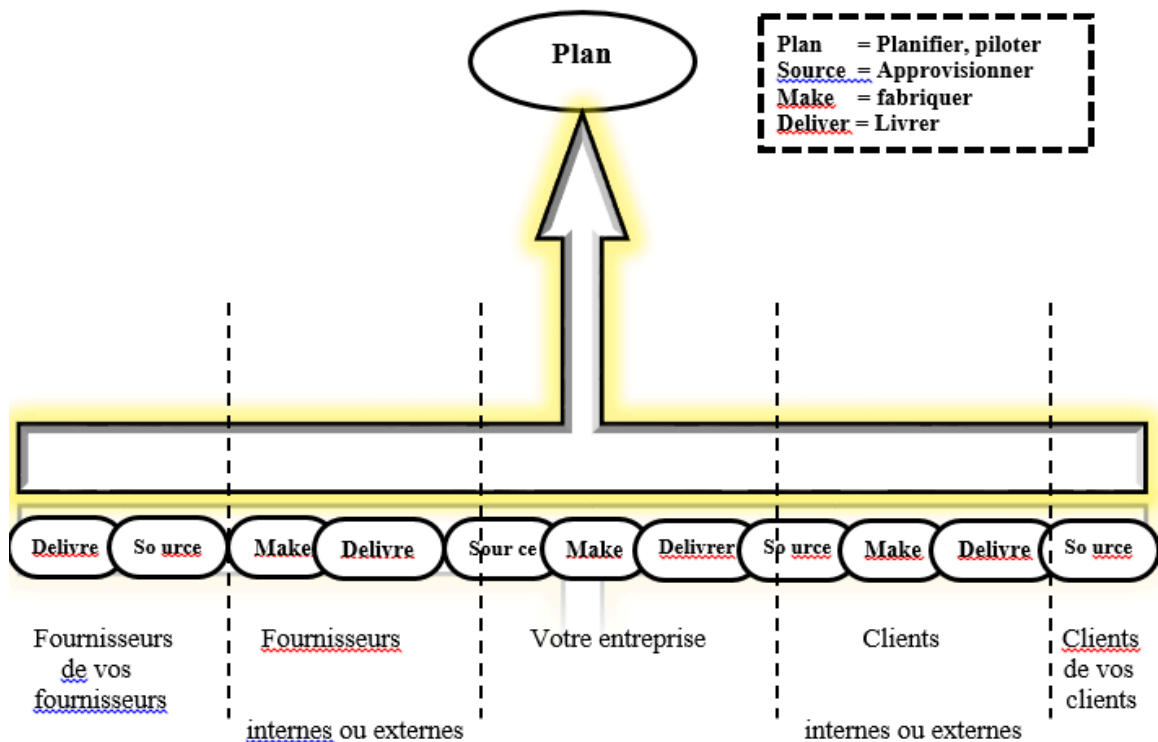 Plan
Plan = Planifier, piloter
Source = Approvisionner
Make = fabriquer
Deliver = Livrer
Delivre
So urce
Make
Delivre
Sour ce
Make
Delivrer
So urce
Make
Delivre
So urce
Fournisseurs
de vos
fournisseurs
Fournisseurs
internes ou externes
Votre entreprise
Clients
internes ou externes
Clients
de vos
clients